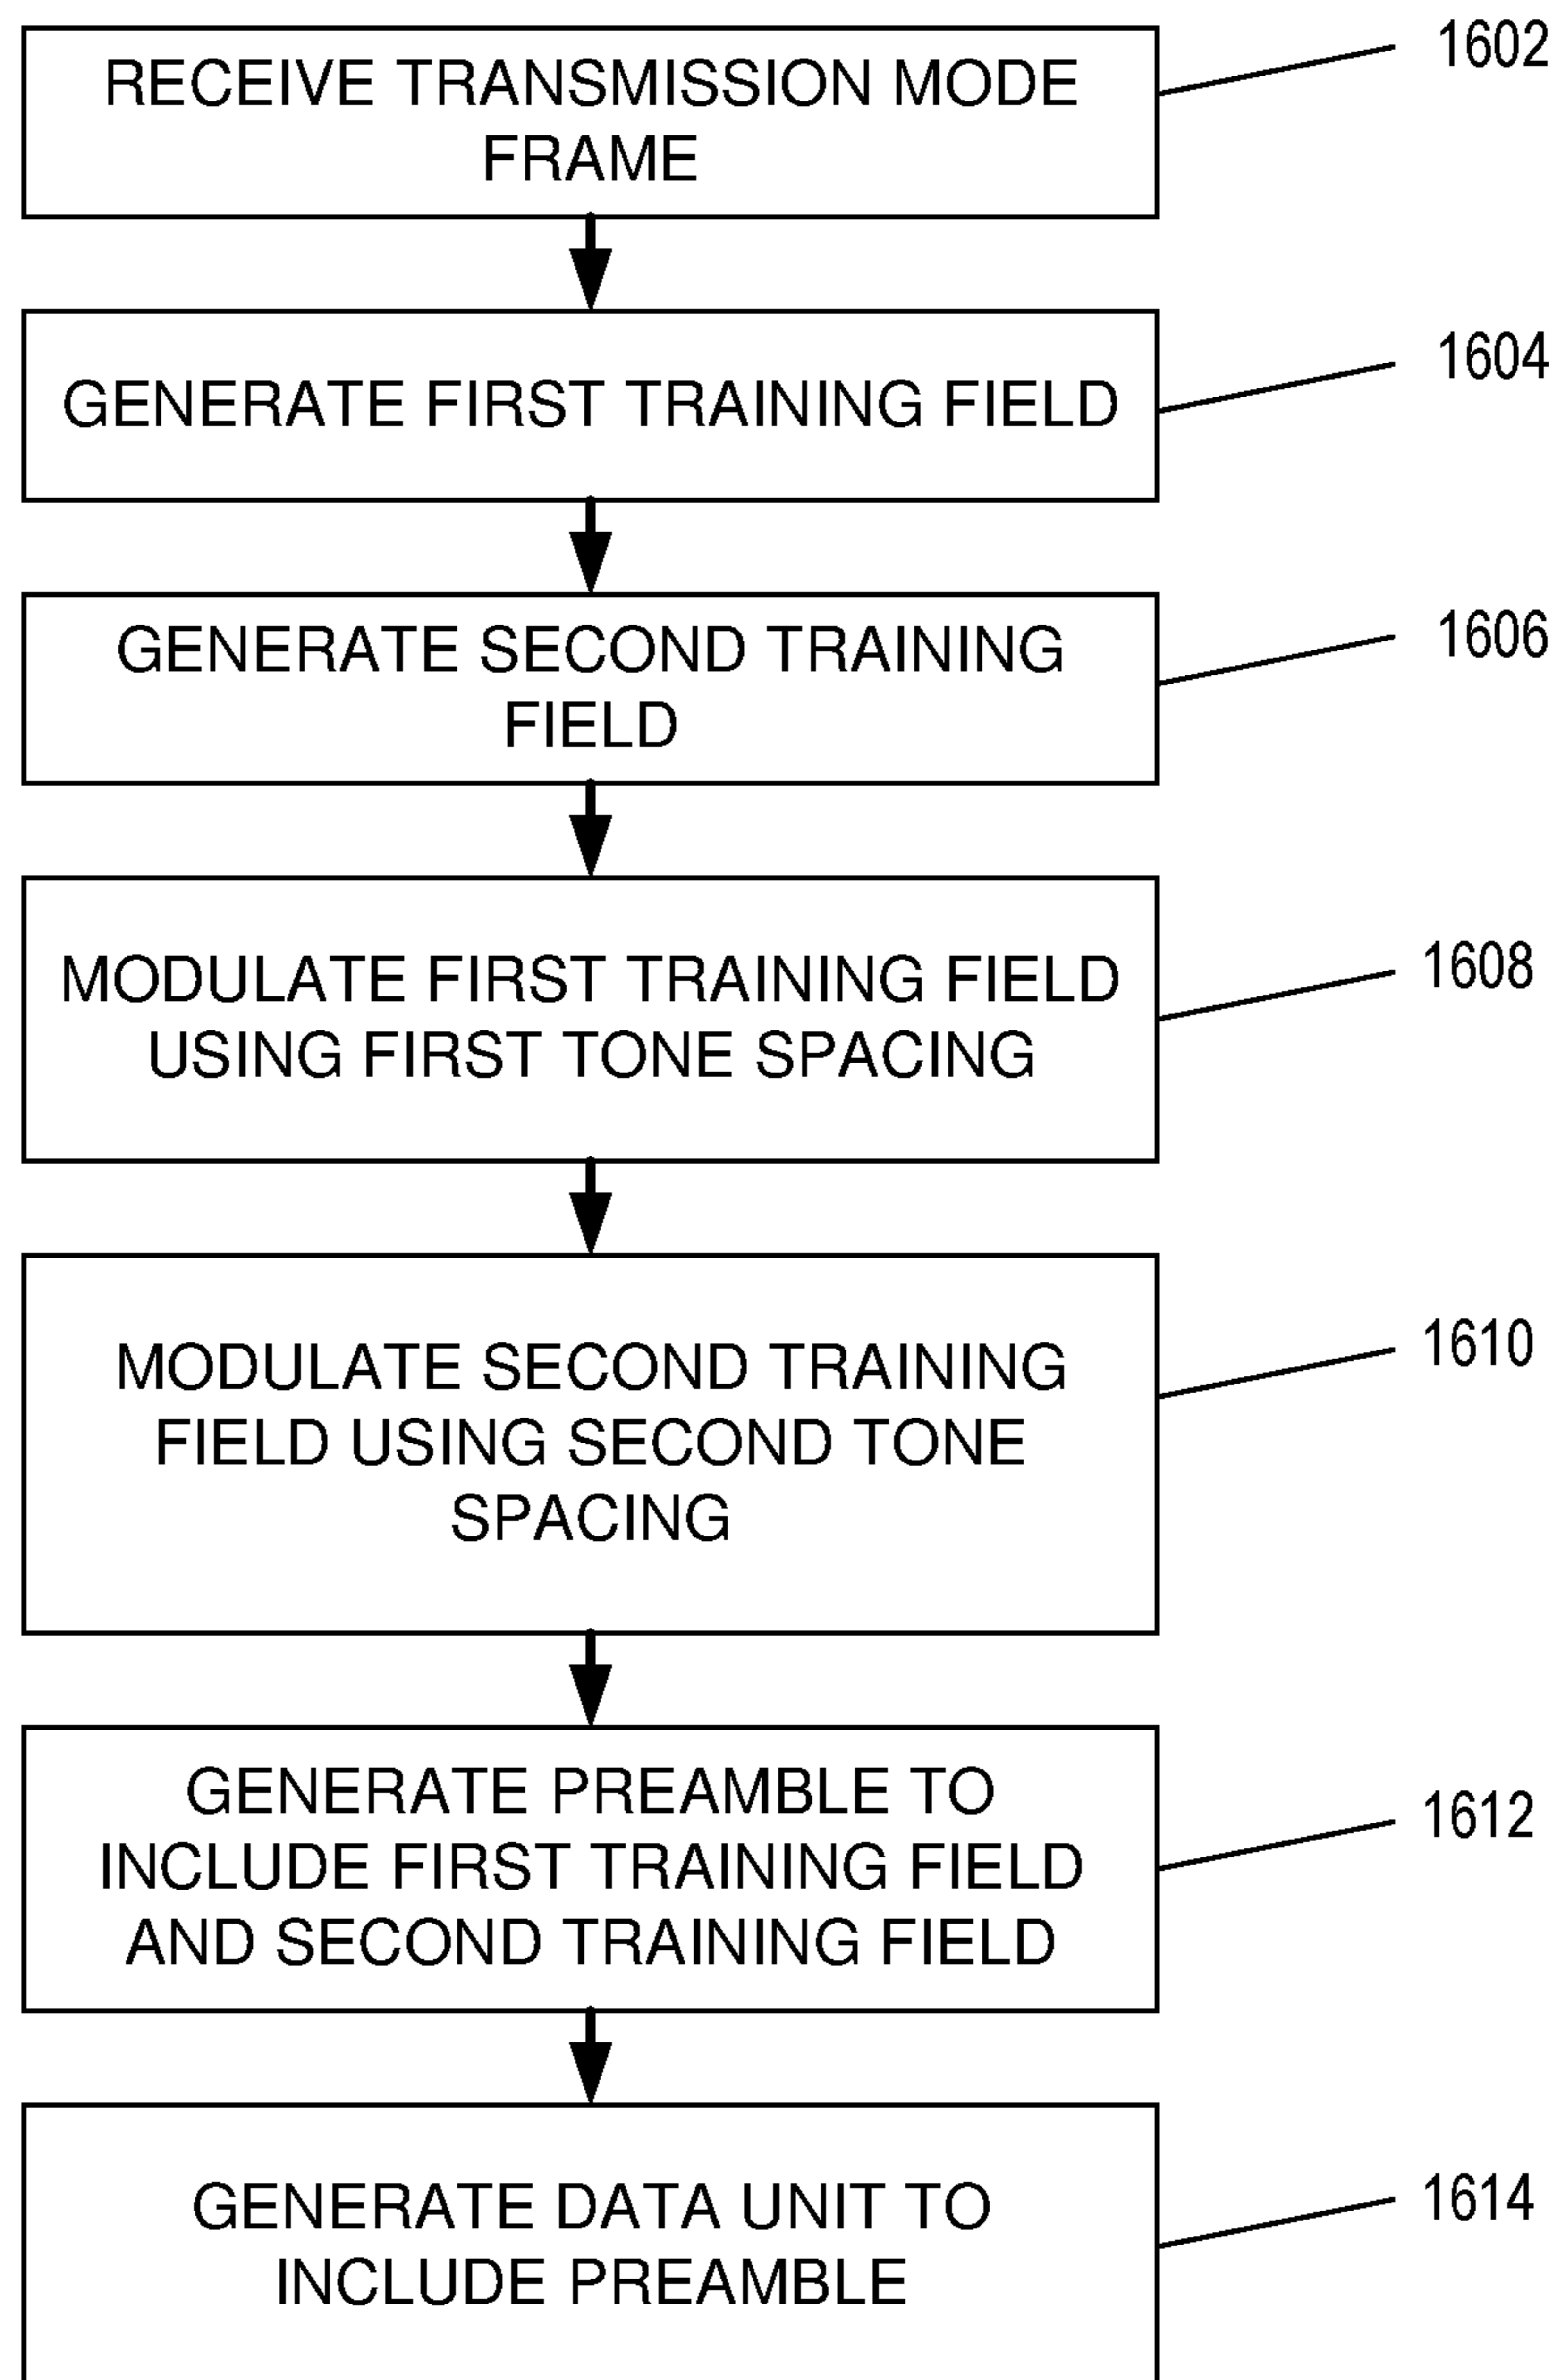 RECEIVE TRANSMISSION MODE
FRAME
1602
GENERATE FIRST TRAINING FIELD
1604
GENERATE SECOND TRAINING
FIELD
1606
MODULATE FIRST TRAINING FIELD
USING FIRST TONE SPACING
1608
MODULATE SECOND TRAINING
FIELD USING SECOND TONE
SPACING
1610
GENERATE PREAMBLE TO
INCLUDE FIRST TRAINING FIELD
AND SECOND TRAINING FIELD
1612
GENERATE DATA UNIT TO
INCLUDE PREAMBLE
1614